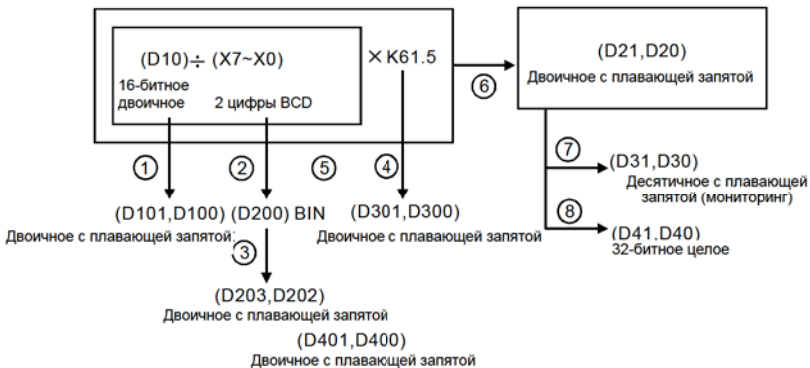 (D10)÷ (X7~X0)
16-битное
двоичное
2 цифры BCD
×K61.5
⑥
(D21,D20)
Двоичное с плавающей запятой
①
②
⑤
④
⑦
(D31,D30)
Десятичное с плавающей
запятой (мониторинг)
⑧
(D41,D40)
32-битное целое
(D101,D100) (D200) BIN (D301,D300)
Двоичное с плавающей запятой: Двоичное с плавающей запятой
③
(D203,D202)
Двоичное с плавающей запятой
(D401,D400)
Двоичное с плавающей запятой